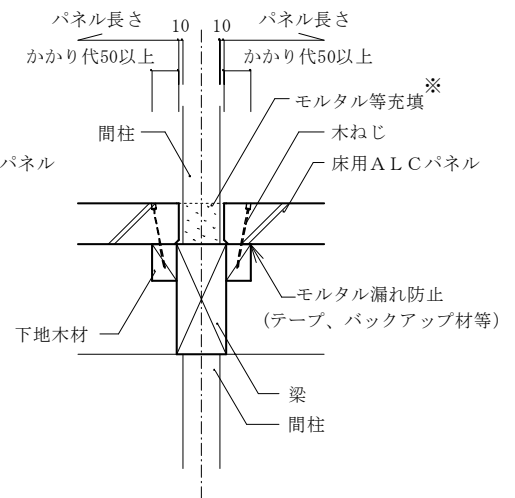 パネル長さ 10 10 パネル長さ
かかり代50以上 かかり代50以上
モルタル等充填※
間柱 木ねじ
パネル 床用ALCパネル
モルタル漏れ防止
下地木材 (テープ、バックアップ材等)
梁
間柱